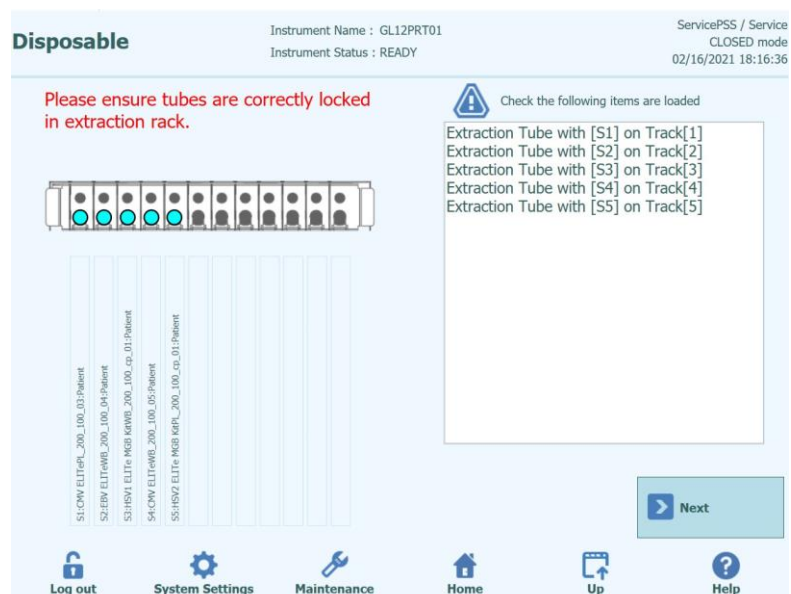 Disposable
Instrument Name : GL12PRT01
Instrument Status : READY
ServicePSS / Service
CLOSED mode
02/16/2021 18:16:36
Please ensure tubes are correctly locked
in extraction rack.
Check the following items are loaded
Extraction Tube with [S1] on Track[1]
Extraction Tube with [S2] on Track[2]
Extraction Tube with [S3] on Track[3]
Extraction Tube with [S4] on Track[4]
Extraction Tube with [S5] on Track[5]
S1:CMV ELITePL_200_100_03:Patient
S2:EBV ELITeWB_200_100_04:Patient
S3:HSV1 ELITe MGB KitWB_200_100_cp_01:Patient
S4:CMV ELITeWB_200_100_05:Patient
S5:HSV2 ELITe MGB KitPL_200_100_cp_01:Patient
Next
Log out
System Settings
Maintenance
Home
Up
Help